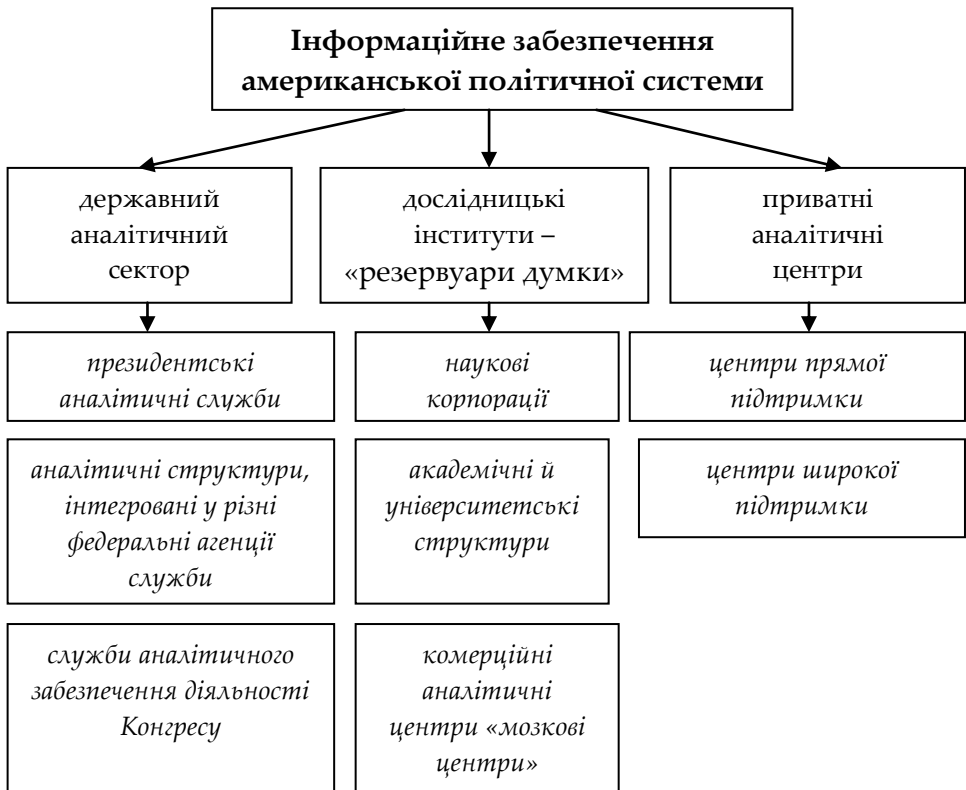 Інформаційне забезпечення
американської політичної системи
державний
аналітичний
сектор
дослідницькі
інститути –
«резервуари думки»
приватні
аналітичні
центри
президентські
аналітичні служби
наукові
корпорації
центри прямої
підтримки
аналітичні структури,
інтегровані у різні
федеральні агенції
служби
академічні й
університетські
структури
центри широкої
підтримки
служби аналітичного
забезпечення діяльності
Конгресу
комерційні
аналітичні
центри «мозкові
центри»